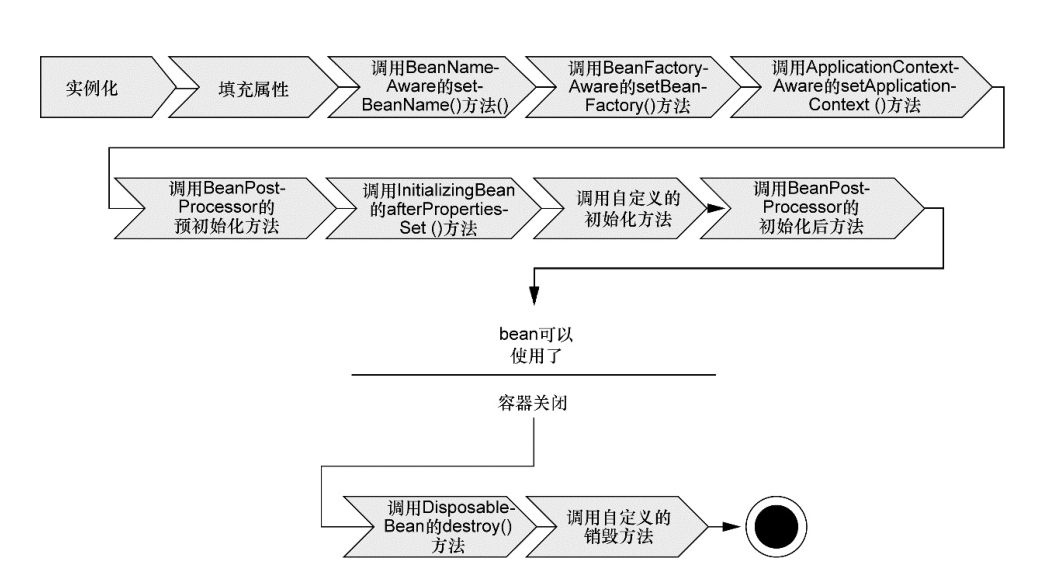 实例化
填充属性
调用BeanName-
Aware的set-
BeanName()方法()
调用BeanFactory-
Aware的setBean-
Factory()方法
调用ApplicationContext-
Aware的setApplication-
Context ()方法
调用BeanPost-
Processor的
预初始化方法
调用InitializingBean
的afterProperties-
Set ()方法
调用自定义的
初始化方法
调用BeanPost-
Processor的
初始化后方法
bean可以
使用了
容器关闭
调用Disposable-
Bean的destroy()
方法
调用自定义的
销毁方法